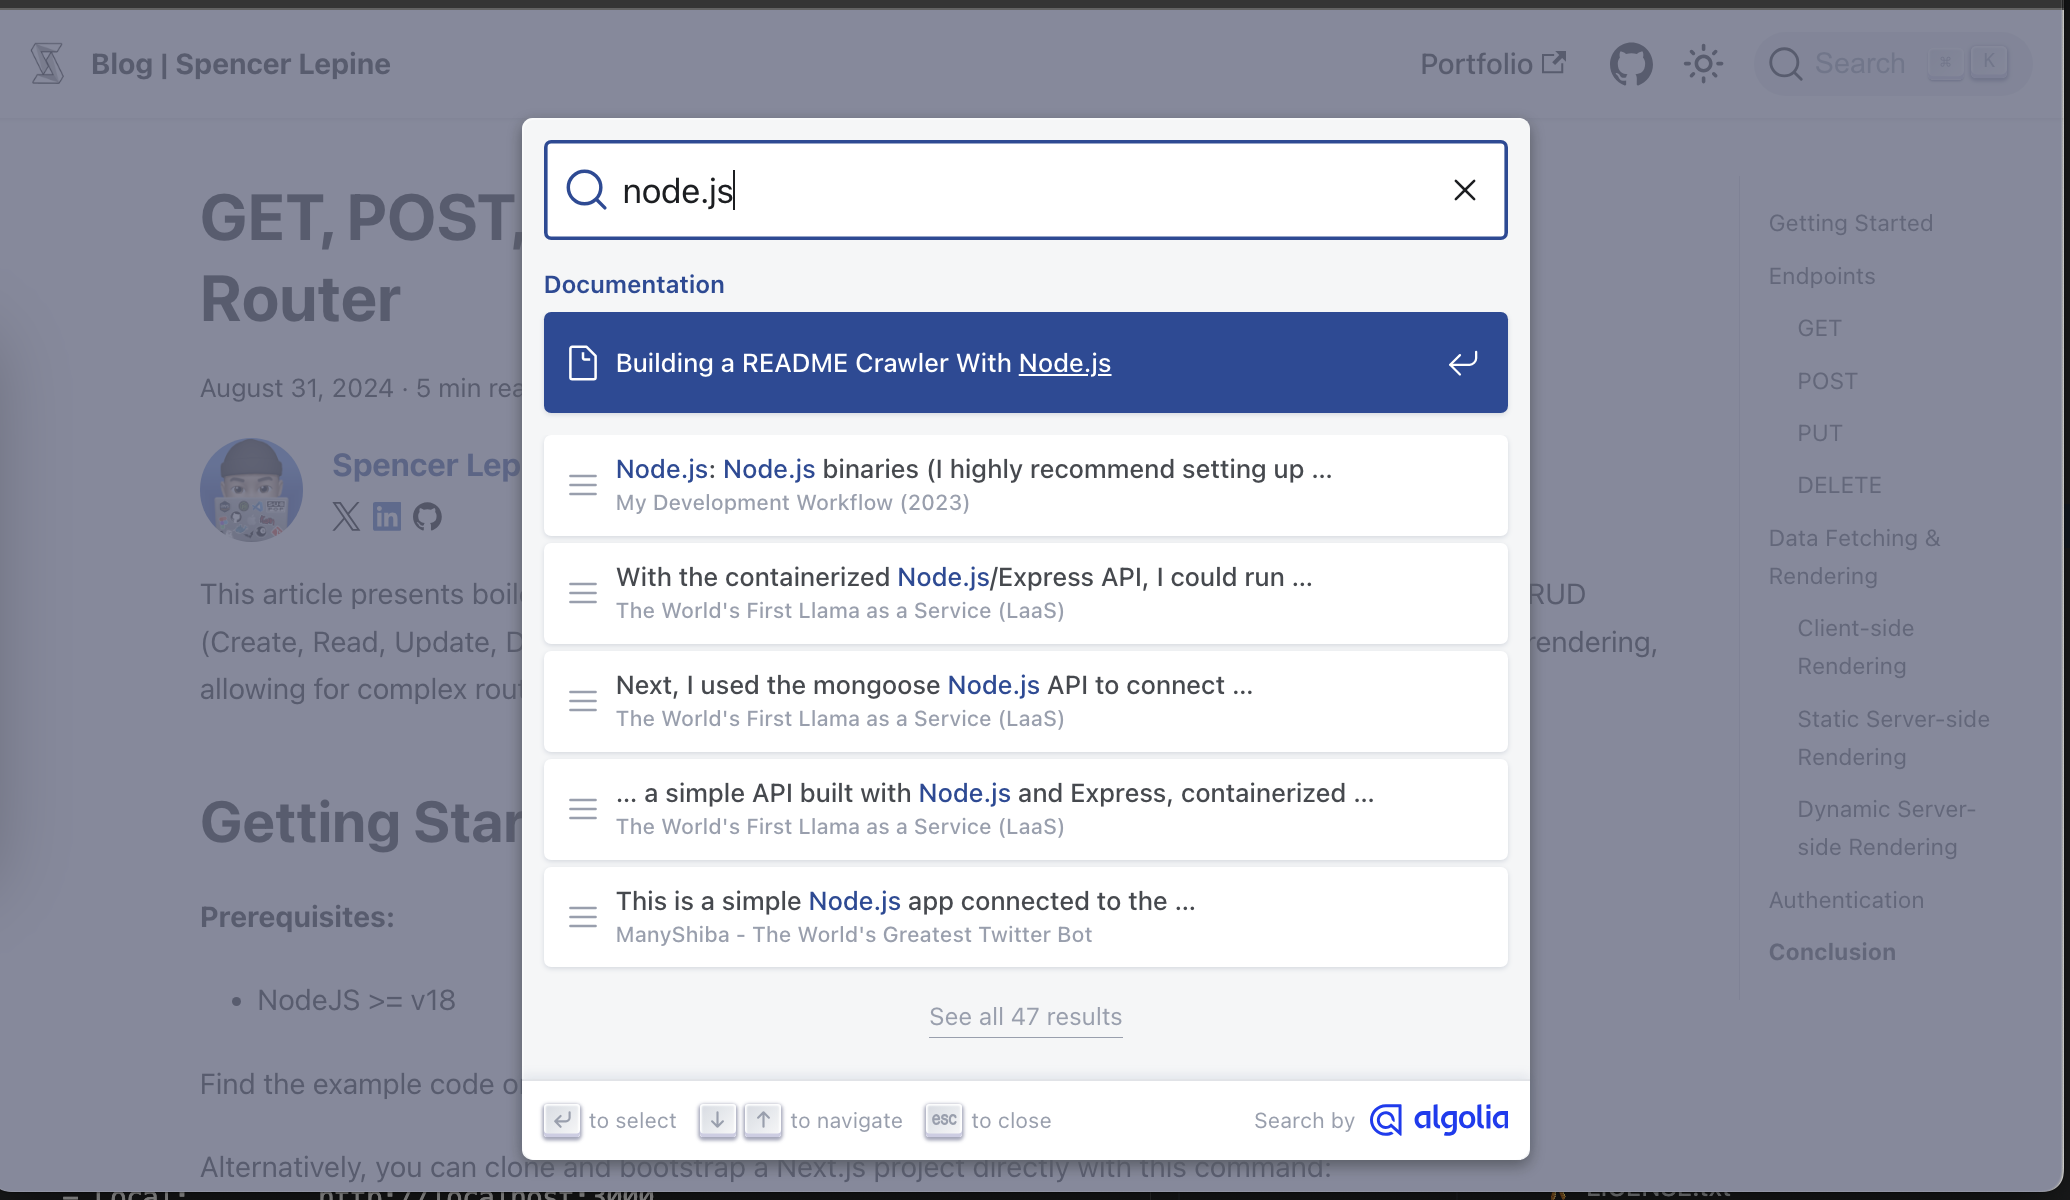 Blog | Spencer Lepine
Portfolio
Search ⌘ K
node.js
Documentation
Building a README Crawler With Node.js
Node.js: Node.js binaries (I highly recommend setting up ...
My Development Workflow (2023)
With the containerized Node.js/Express API, I could run ...
The World's First Llama as a Service (LaaS)
Next, I used the mongoose Node.js API to connect ...
The World's First Llama as a Service (LaaS)
... a simple API built with Node.js and Express, containerized ...
The World's First Llama as a Service (LaaS)
This is a simple Node.js app connected to the ...
ManyShiba - The World's Greatest Twitter Bot
See all 47 results
to select
to navigate
esc to close
Search by algolia
GET, POST,
Router
August 31, 2024 · 5 min
Spencer
This article presents
(Create, Read, Update,
rendering,
allowing for complex
Getting
Prerequisites:
• NodeJS >= v18
Find the example code
Alternatively, you can clone and bootstrap a Next.js project directly with this command:
Getting Started
Endpoints
GET
POST
PUT
DELETE
Data Fetching &
Rendering
Client-side
Rendering
Static Server-side
Rendering
Dynamic Server-
side Rendering
Authentication
Conclusion
– Local: http://localhost:3000
LICENSE.txt